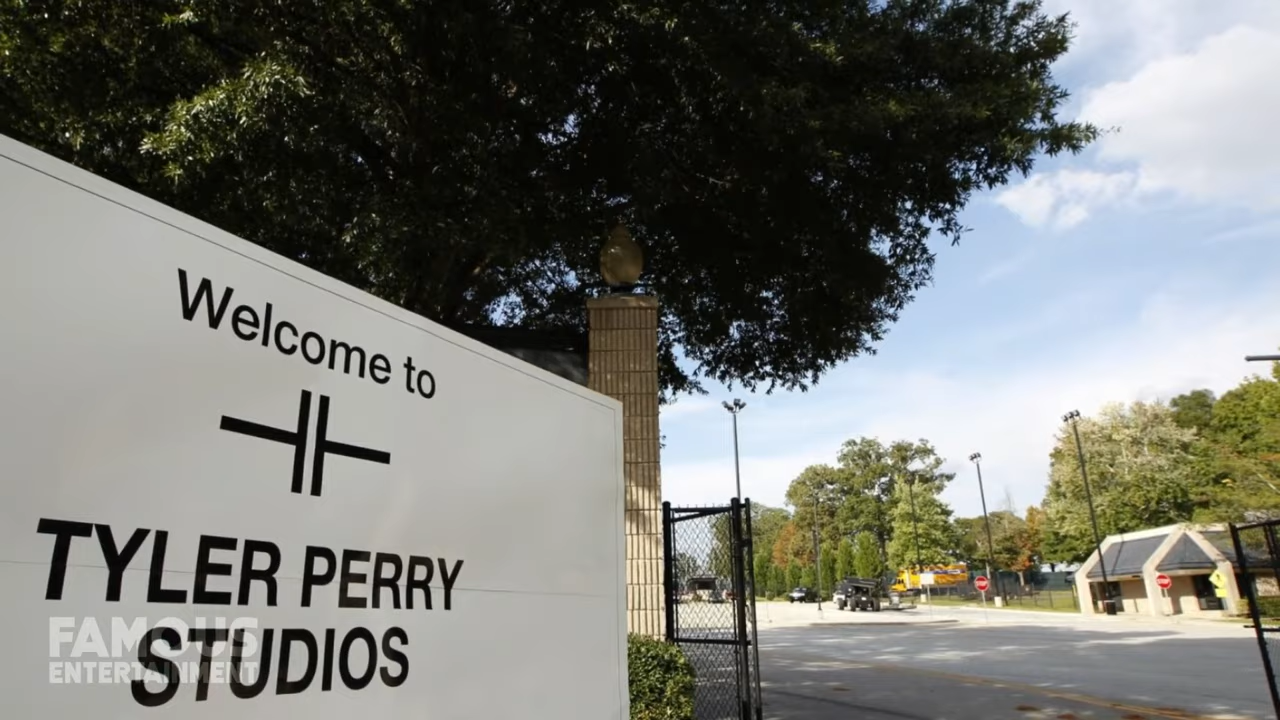 Welcome to
TYLER PERRY
STUDIOS
FAMOUS
ENTERTAINMENT